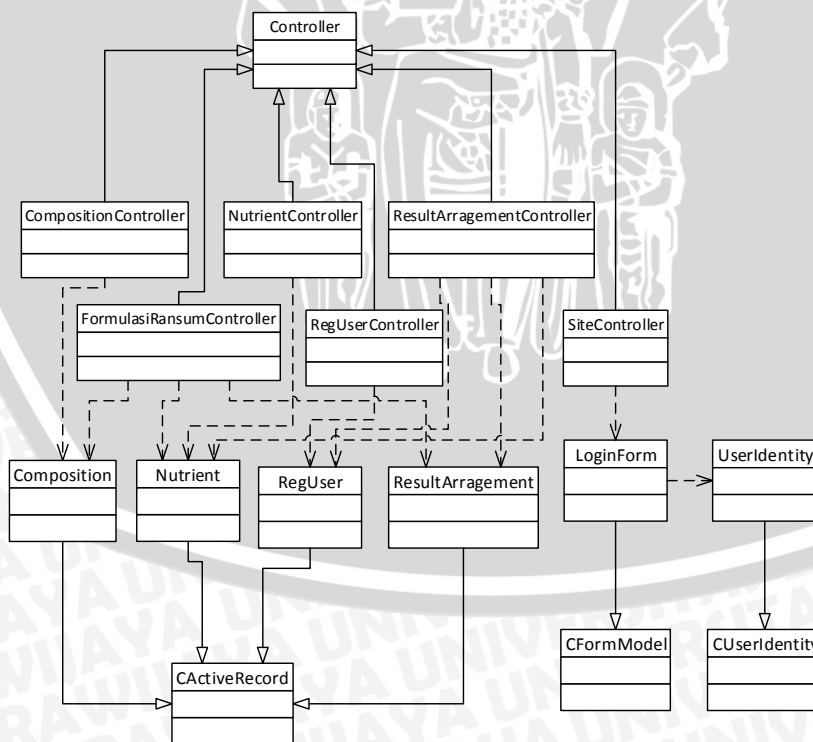 Controller
CompositionController
NutrientController
ResultArragementController
FormulasiRansumController
RegUserController
SiteController
Composition
Nutrient
RegUser
ResultArragement
LoginForm
UserIdentity
CActiveRecord
CFormModel
CUserIdentity